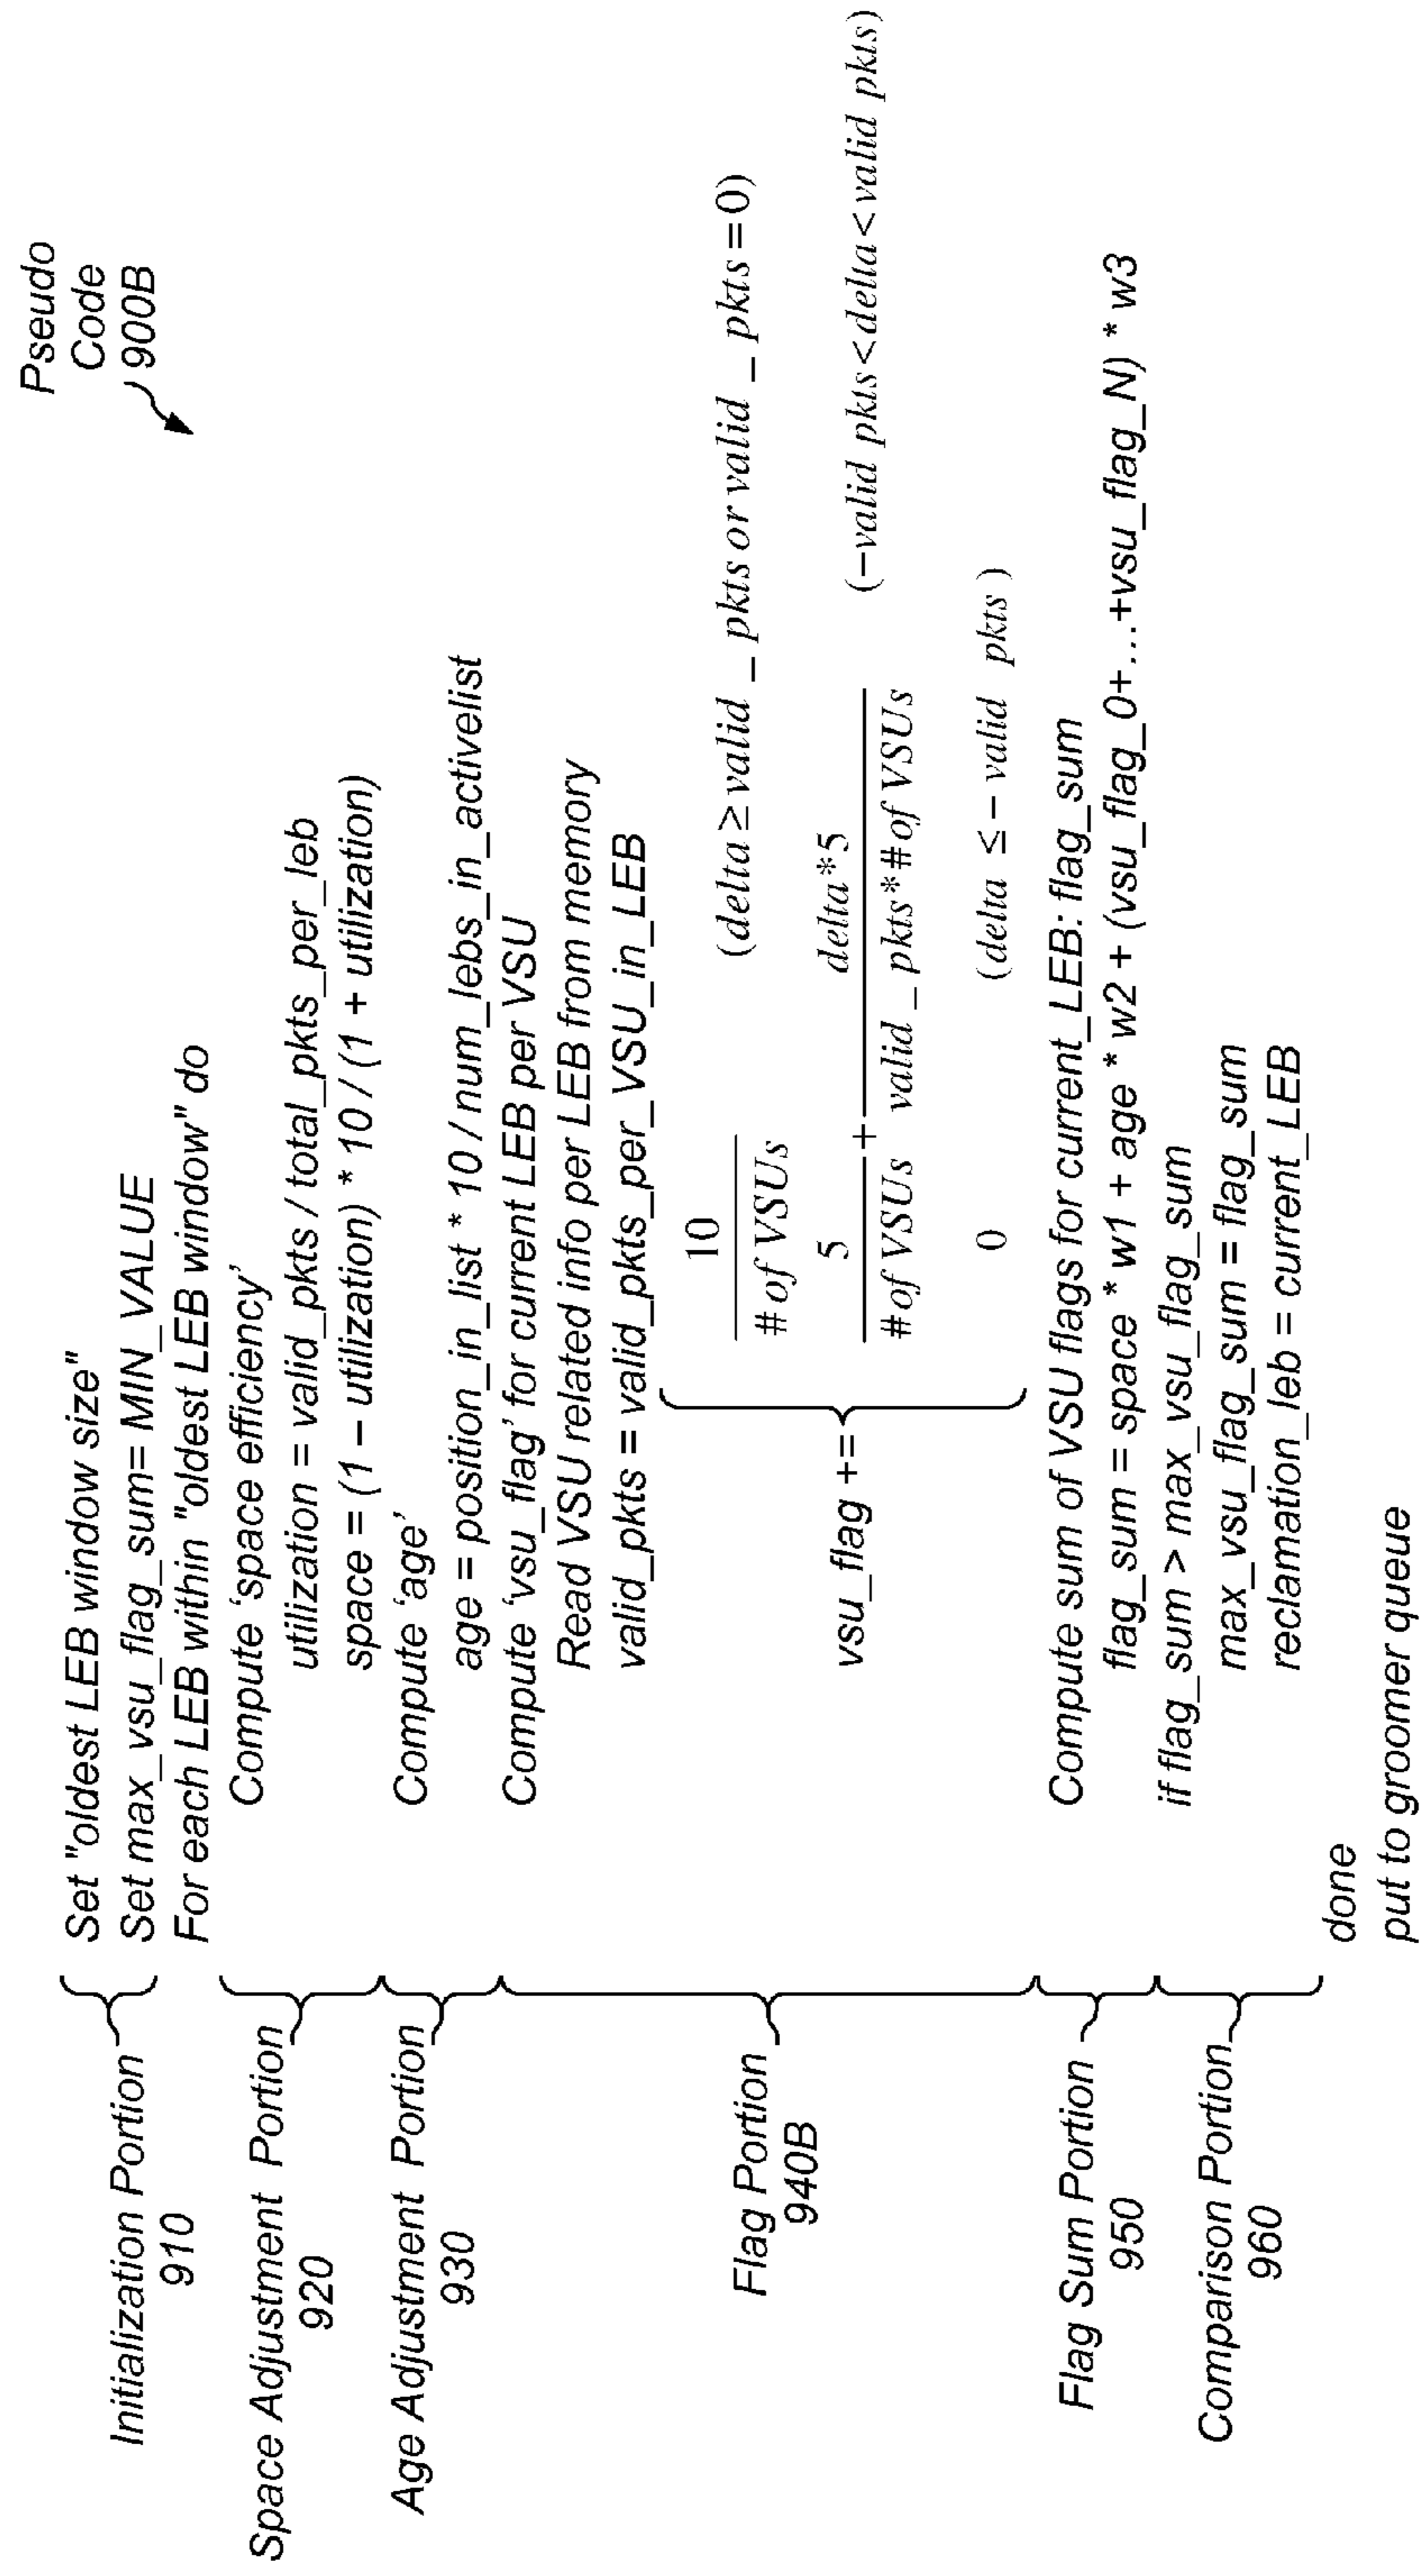 Pseudo
Code
900B
Initialization Portion
910
Set "oldest LEB window size"
Set max_vsu_flag_sum= MIN_VALUE
For each LEB within "oldest LEB window" do
Space Adjustment Portion
920
Compute ‘space efficiency’
utilization = valid_pkts / total_pkts_per_leb
space = (1 – utilization) * 10 / (1 + utilization)
Age Adjustment Portion
930
Compute ‘age’
age = position_in_list * 10 / num_lebs_in_activelist
Flag Portion
940B
Compute ‘vsu_flag’ for current LEB per VSU
Read VSU related info per LEB from memory
valid_pkts = valid_pkts_per_VSU_in_LEB
vsu_flag +=
10
# of VSUs
(delta ≥ valid _ pkts or valid _ pkts = 0)
5
# of VSUs
+
delta * 5
valid _ pkts * # of VSUs
(−valid pkts < delta < valid pkts)
0
(delta ≤ − valid pkts )
Flag Sum Portion
950
Compute sum of VSU flags for current_LEB: flag_sum
flag_sum = space * w1 + age * w2 + (vsu_flag_0+...+vsu_flag_N) * w3
Comparison Portion
960
if flag_sum > max_vsu_flag_sum
max_vsu_flag_sum = flag_sum
reclamation_leb = current_LEB
done
put to groomer queue